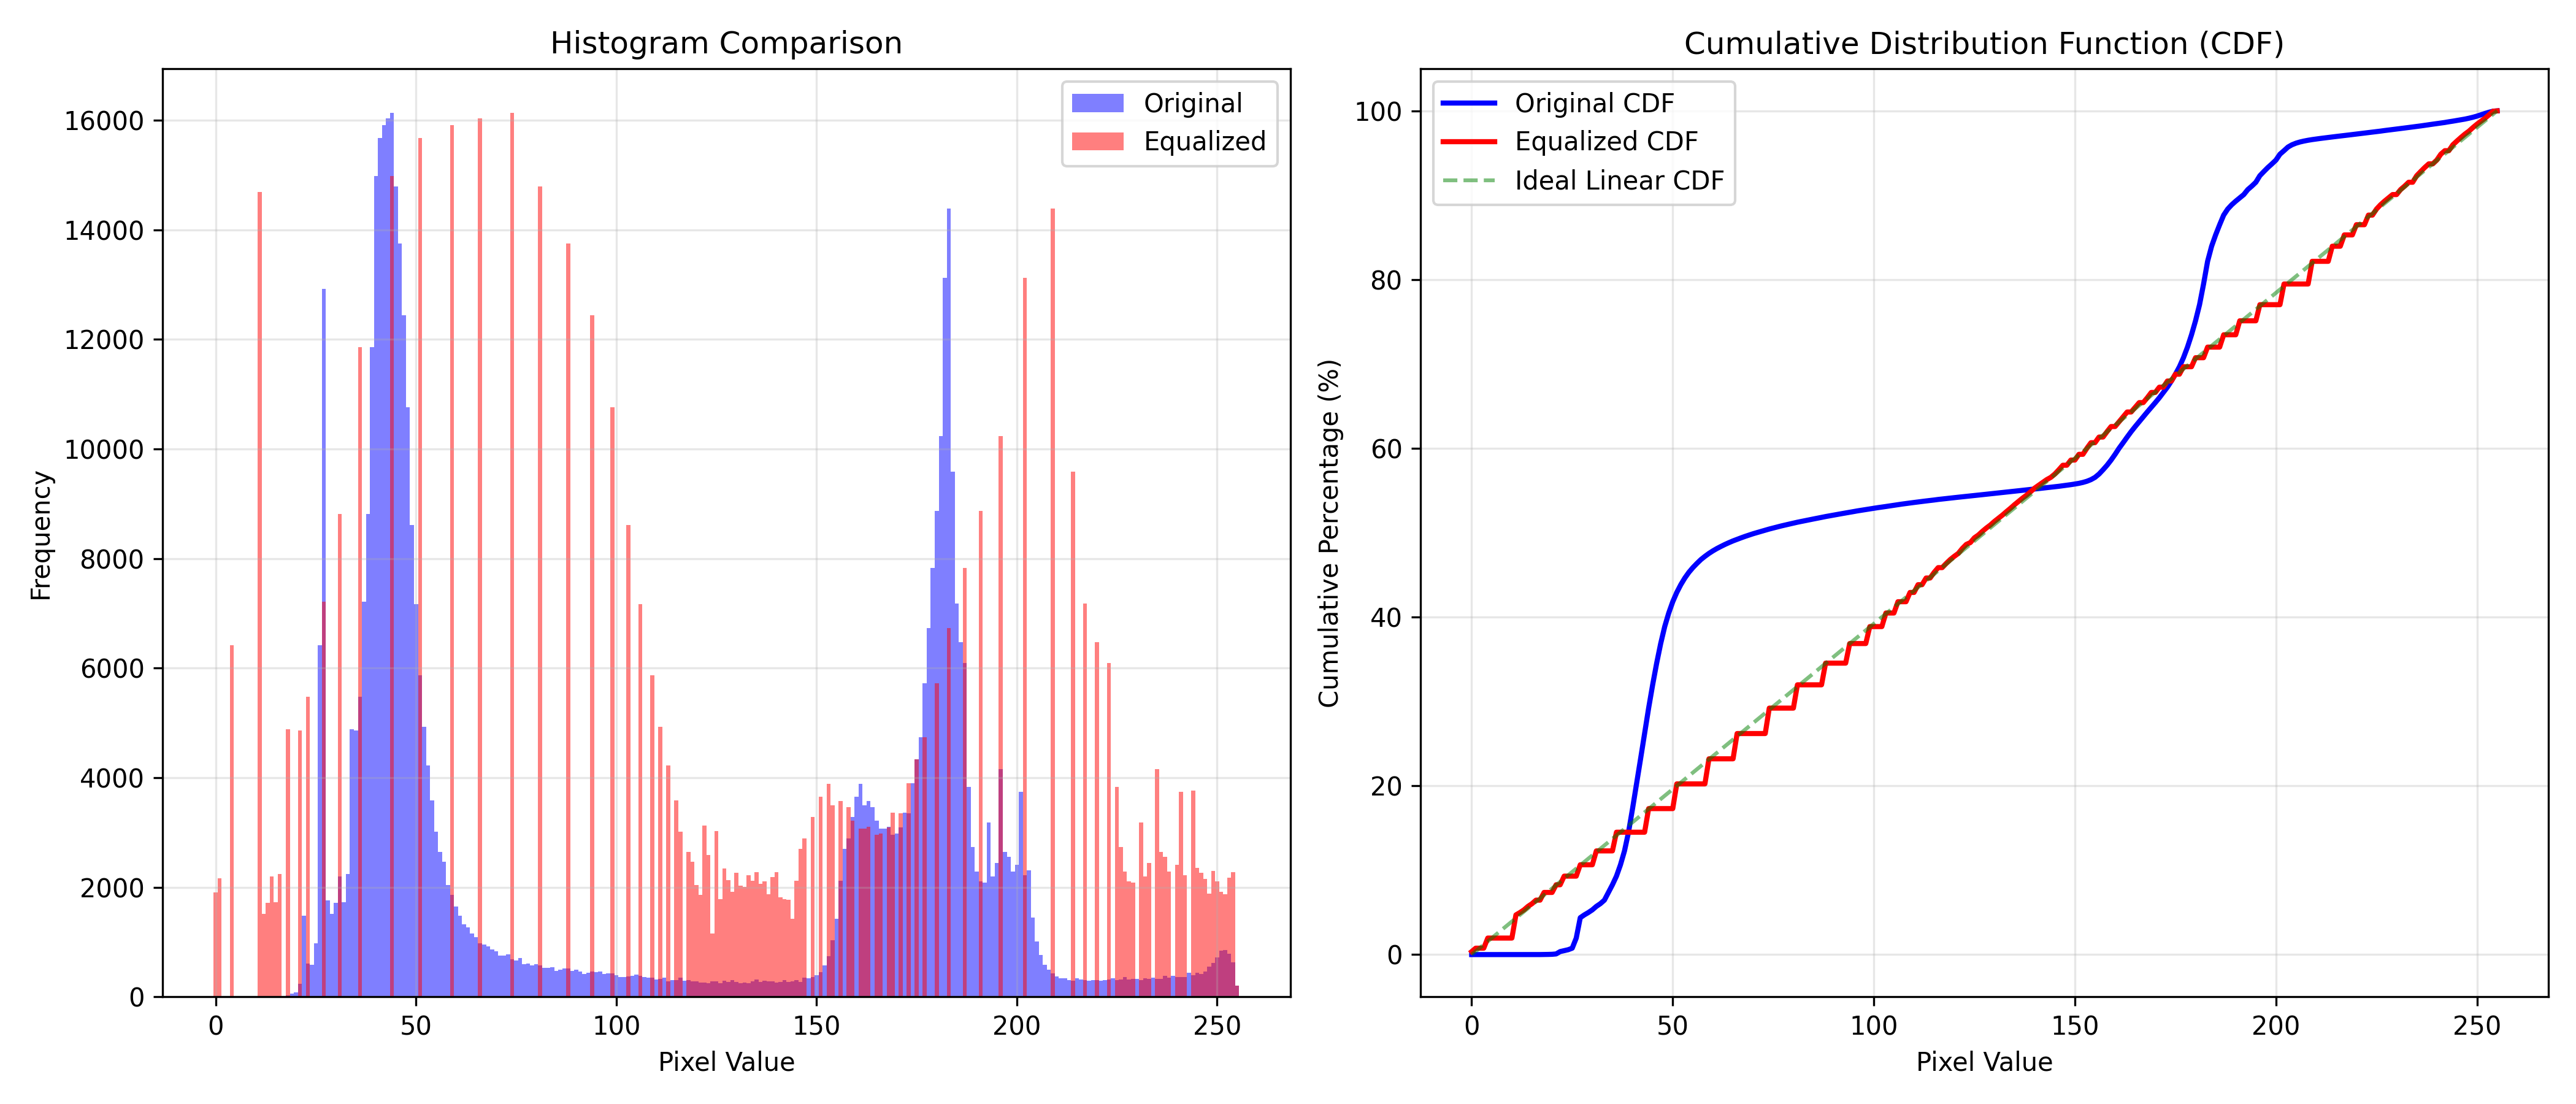 Histogram Comparison
Frequency
16000
14000
12000
10000
8000
6000
4000
2000
0
0 50 100 150 200 250
Pixel Value
Original
Equalized
Cumulative Distribution Function (CDF)
Cumulative Percentage (%)
100
80
60
40
20
0
0 50 100 150 200 250
Pixel Value
Original CDF
Equalized CDF
Ideal Linear CDF